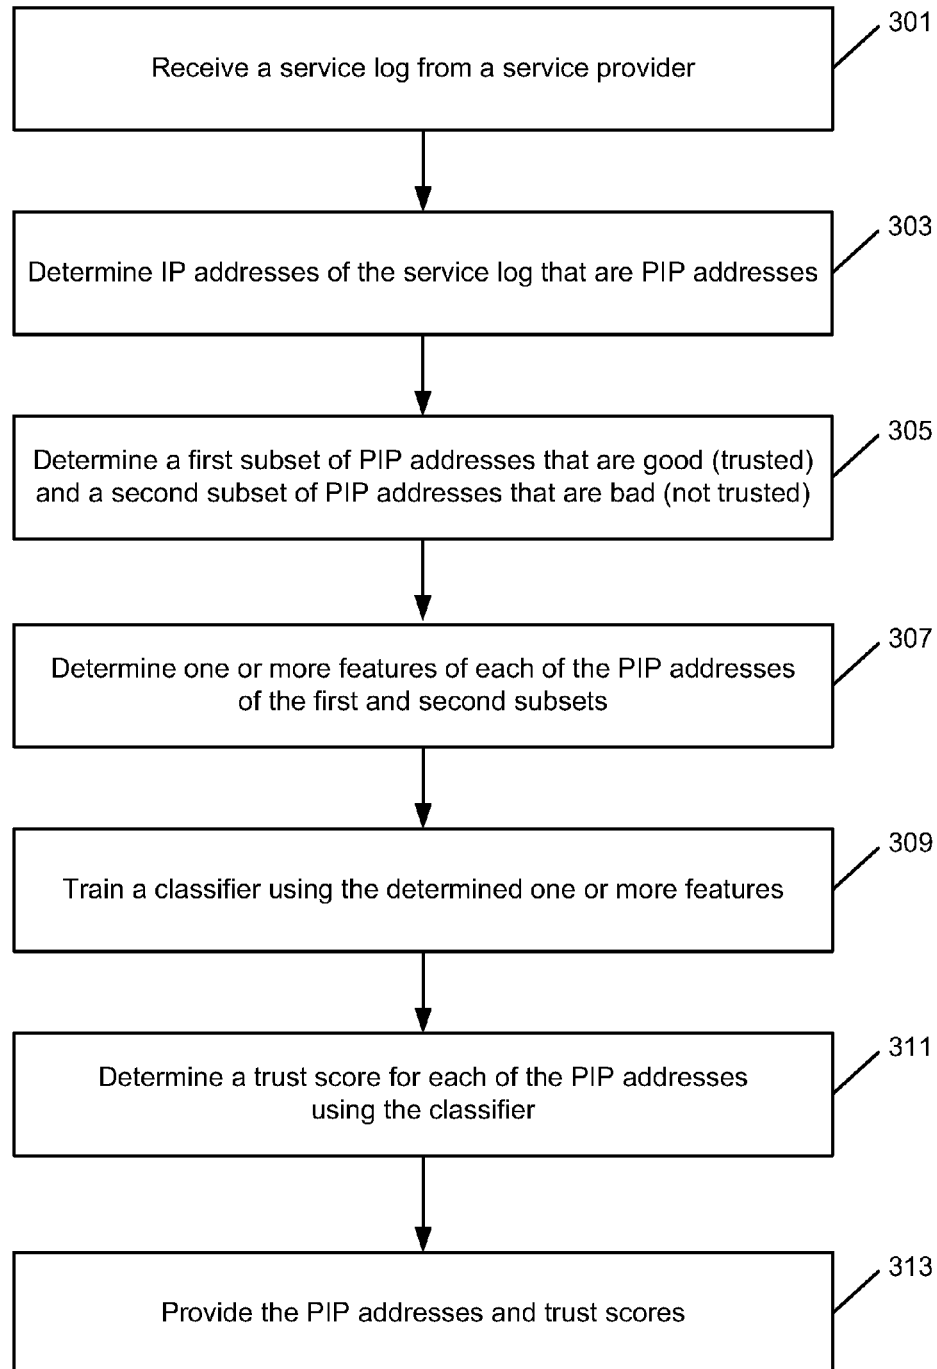 301
Receive a service log from a service provider
303
Determine IP addresses of the service log that are PIP addresses
305
Determine a first subset of PIP addresses that are good (trusted)
and a second subset of PIP addresses that are bad (not trusted)
307
Determine one or more features of each of the PIP addresses
of the first and second subsets
309
Train a classifier using the determined one or more features
311
Determine a trust score for each of the PIP addresses
using the classifier
313
Provide the PIP addresses and trust scores